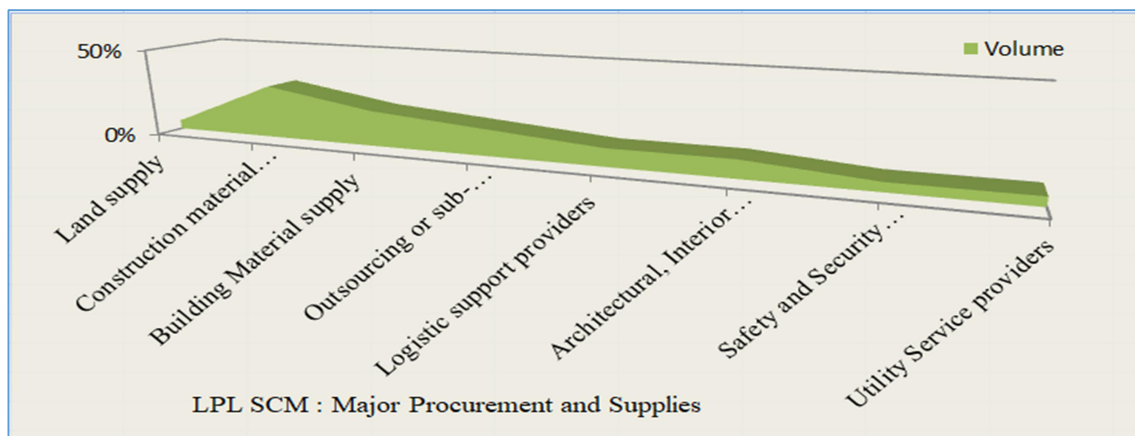 50%
0%
Volume
Land supply
Construction material…
Building Material supply
Outsourcing or sub-…
Logistic support providers
Architectural, Interior…
Safety and Security…
Utility Service providers
LPL SCM : Major Procurement and Supplies